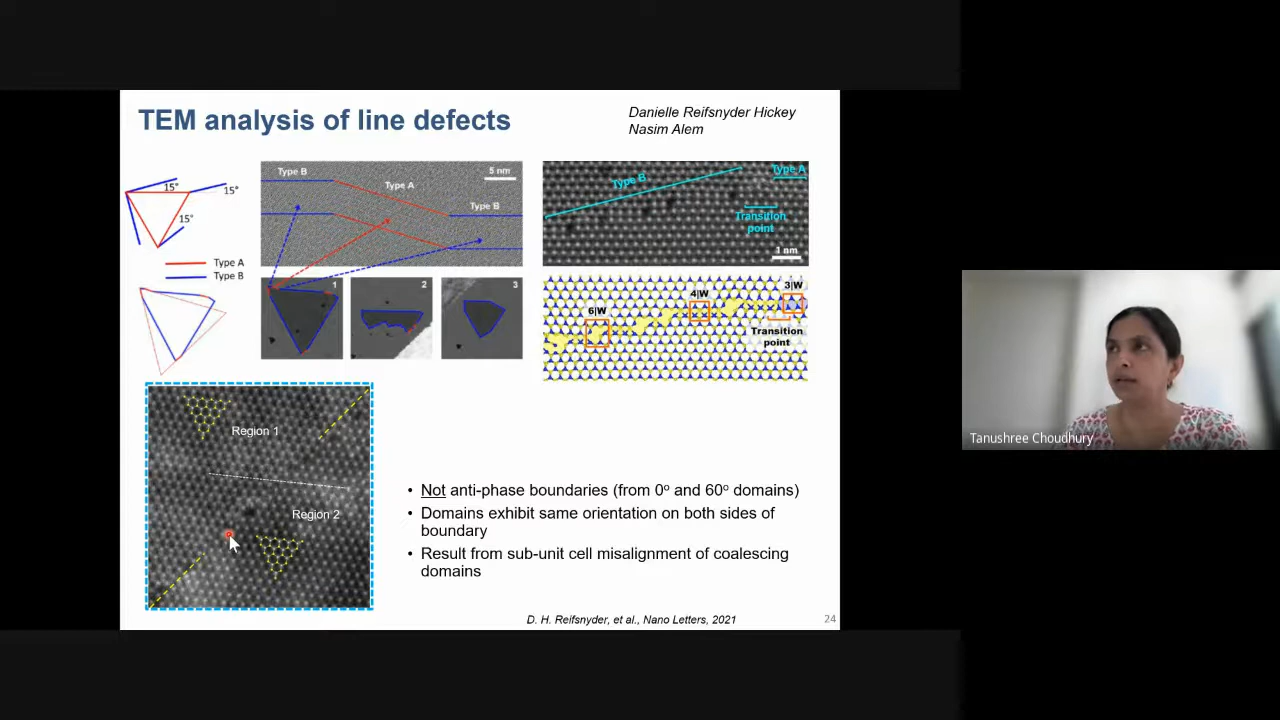 TEM analysis of line defects
Danielle Reifsnyder Hickey
Nasim Alem
15°
15°
15°
Type A
Type B
Type B
Type A
Type B
5 nm
1
2
3
Type B
Type A
Transition
point
1 nm
6|W
4|W
3|W
Transition
point
Region 1
Region 2
• Not anti-phase boundaries (from 0° and 60° domains)
• Domains exhibit same orientation on both sides of
boundary
• Result from sub-unit cell misalignment of coalescing
domains
D. H. Reifsnyder, et al., Nano Letters, 2021
24
Tanushree Choudhury